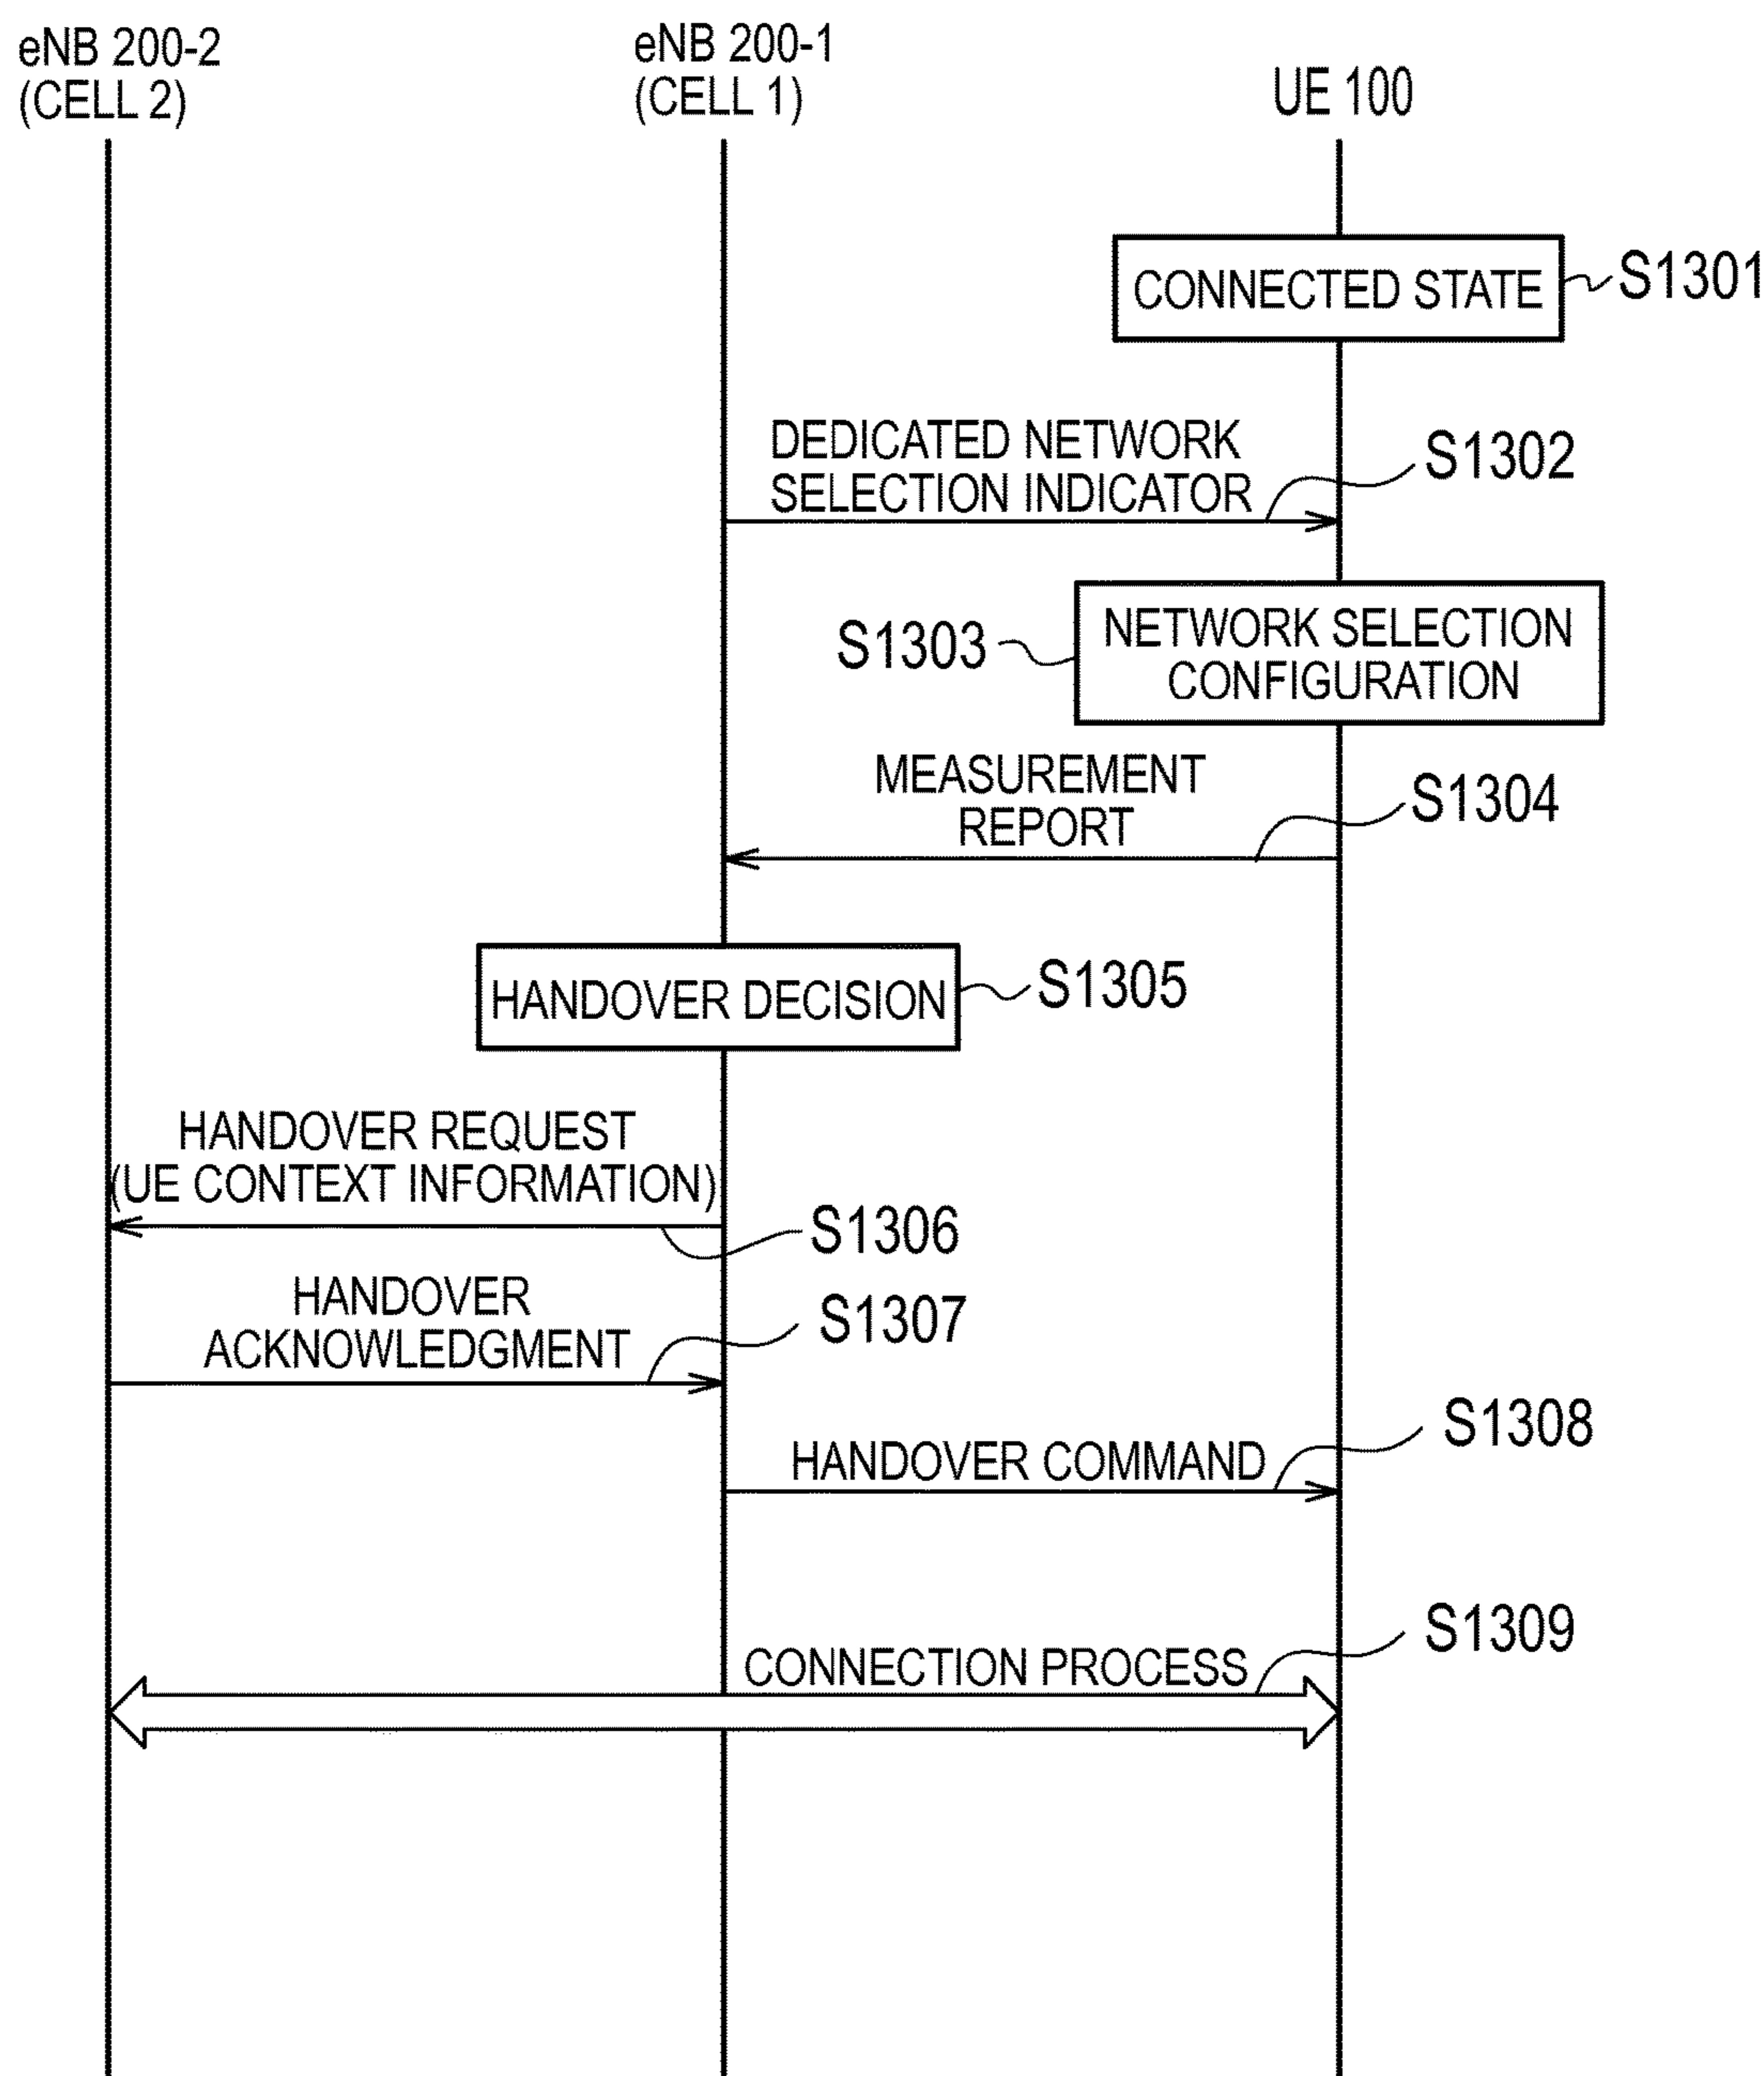 eNB 200-2
(CELL 2)
eNB 200-1
(CELL 1)
UE 100
CONNECTED STATE
S1301
DEDICATED NETWORK
SELECTION INDICATOR
S1302
S1303
NETWORK SELECTION
CONFIGURATION
MEASUREMENT
REPORT
S1304
HANDOVER DECISION
S1305
HANDOVER REQUEST
(UE CONTEXT INFORMATION)
S1306
HANDOVER
ACKNOWLEDGMENT
S1307
HANDOVER COMMAND
S1308
CONNECTION PROCESS
S1309